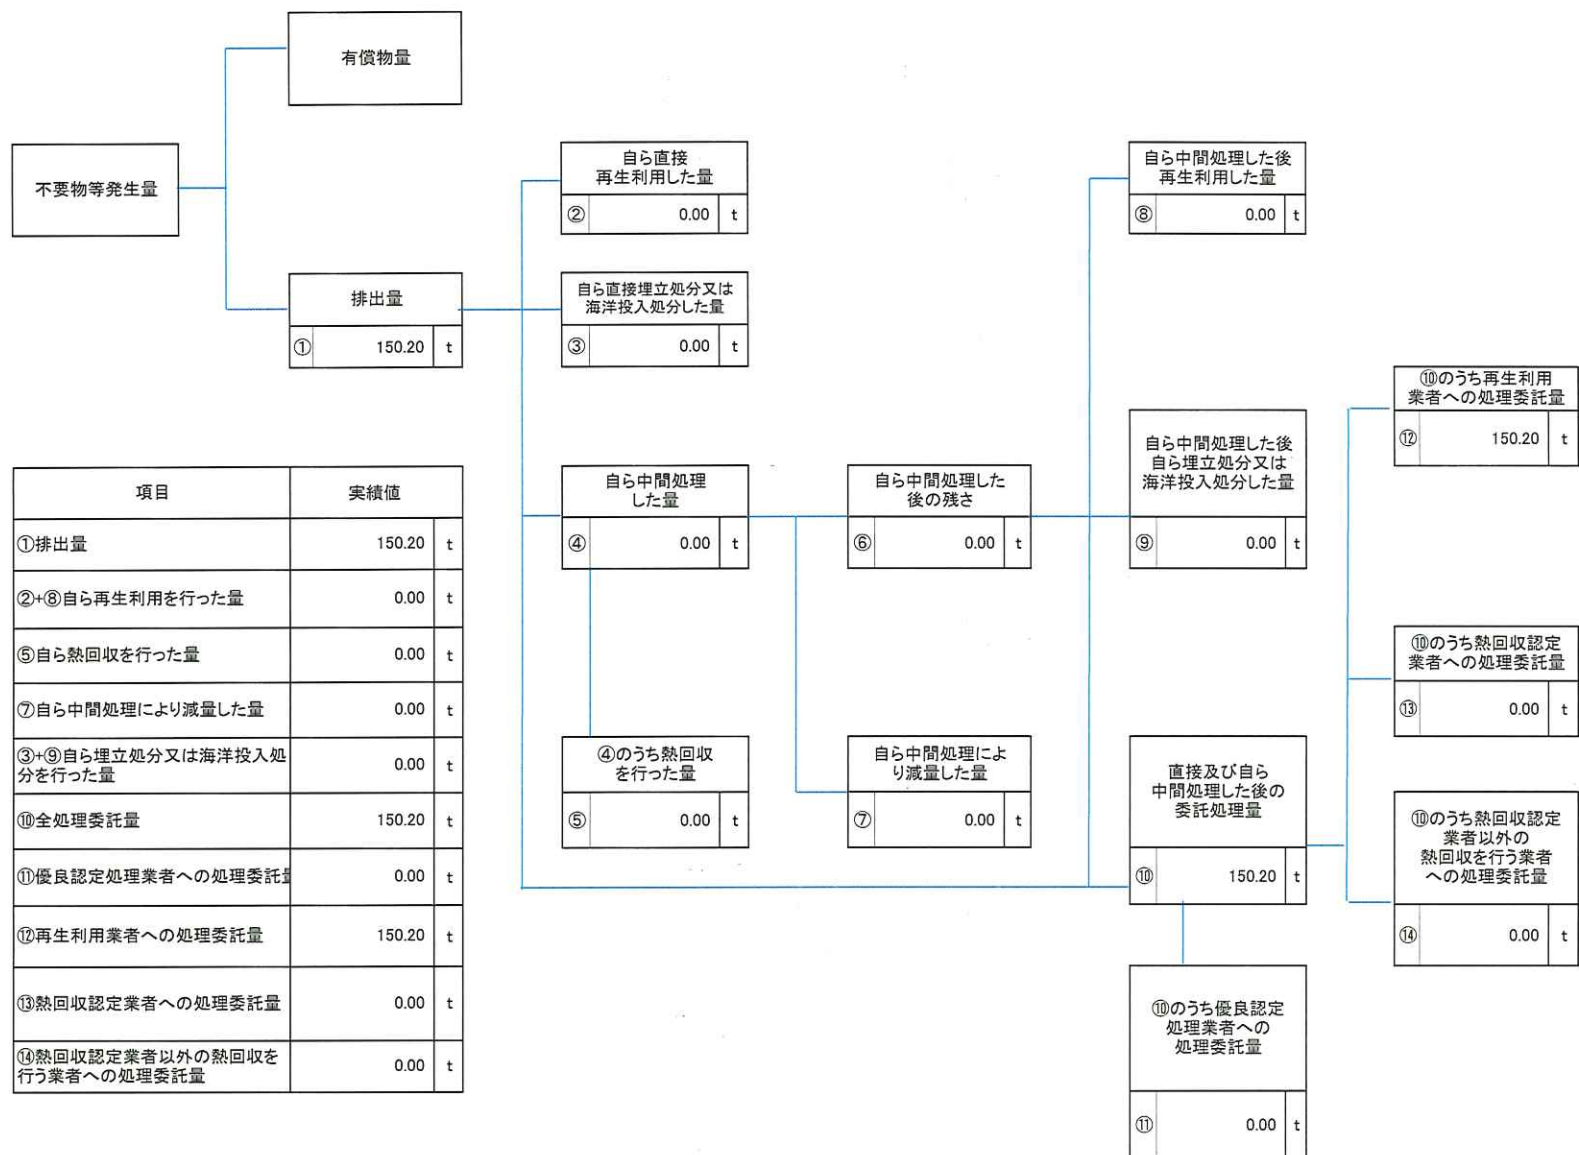 有償物量
不要物等発生量
排出量
① 150.20 t
自ら直接
再生利用した量
② 0.00 t
自ら直接埋立処分又は
海洋投入処分した量
③ 0.00 t
自ら中間処理
した量
④ 0.00 t
④のうち熱回収
を行った量
⑤ 0.00 t
自ら中間処理した
後の残さ
⑥ 0.00 t
自ら中間処理によ
り減量した量
⑦ 0.00 t
自ら中間処理した後
再生利用した量
⑧ 0.00 t
自ら中間処理した後
自ら埋立処分又は
海洋投入処分した量
⑨ 0.00 t
直接及び自ら
中間処理した後の
委託処理量
⑩ 150.20 t
⑩のうち優良認定
処理業者への
処理委託量
⑪ 0.00 t
⑩のうち再生利用
業者への処理委託量
⑫ 150.20 t
⑩のうち熱回収認定
業者への処理委託量
⑬ 0.00 t
⑩のうち熱回収認定
業者以外の
熱回収を行う業者
への処理委託量
⑭ 0.00 t
項目 実績値
①排出量 150.20 t
②+⑧自ら再生利用を行った量 0.00 t
⑤自ら熱回収を行った量 0.00 t
⑦自ら中間処理により減量した量 0.00 t
③+⑨自ら埋立処分又は海洋投入処
分を行った量 0.00 t
⑩全処理委託量 150.20 t
⑪優良認定処理業者への処理委託量 0.00 t
⑫再生利用業者への処理委託量 150.20 t
⑬熱回収認定業者への処理委託量 0.00 t
⑭熱回収認定業者以外の熱回収を
行う業者への処理委託量 0.00 t